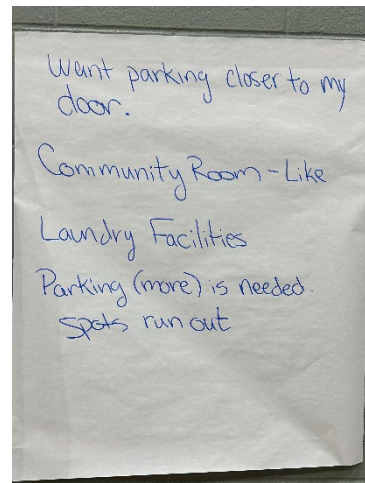 Want parking closer to my
door.
Community Room - Like
Laundry Facilities
Parking (more) is needed.
spots run out